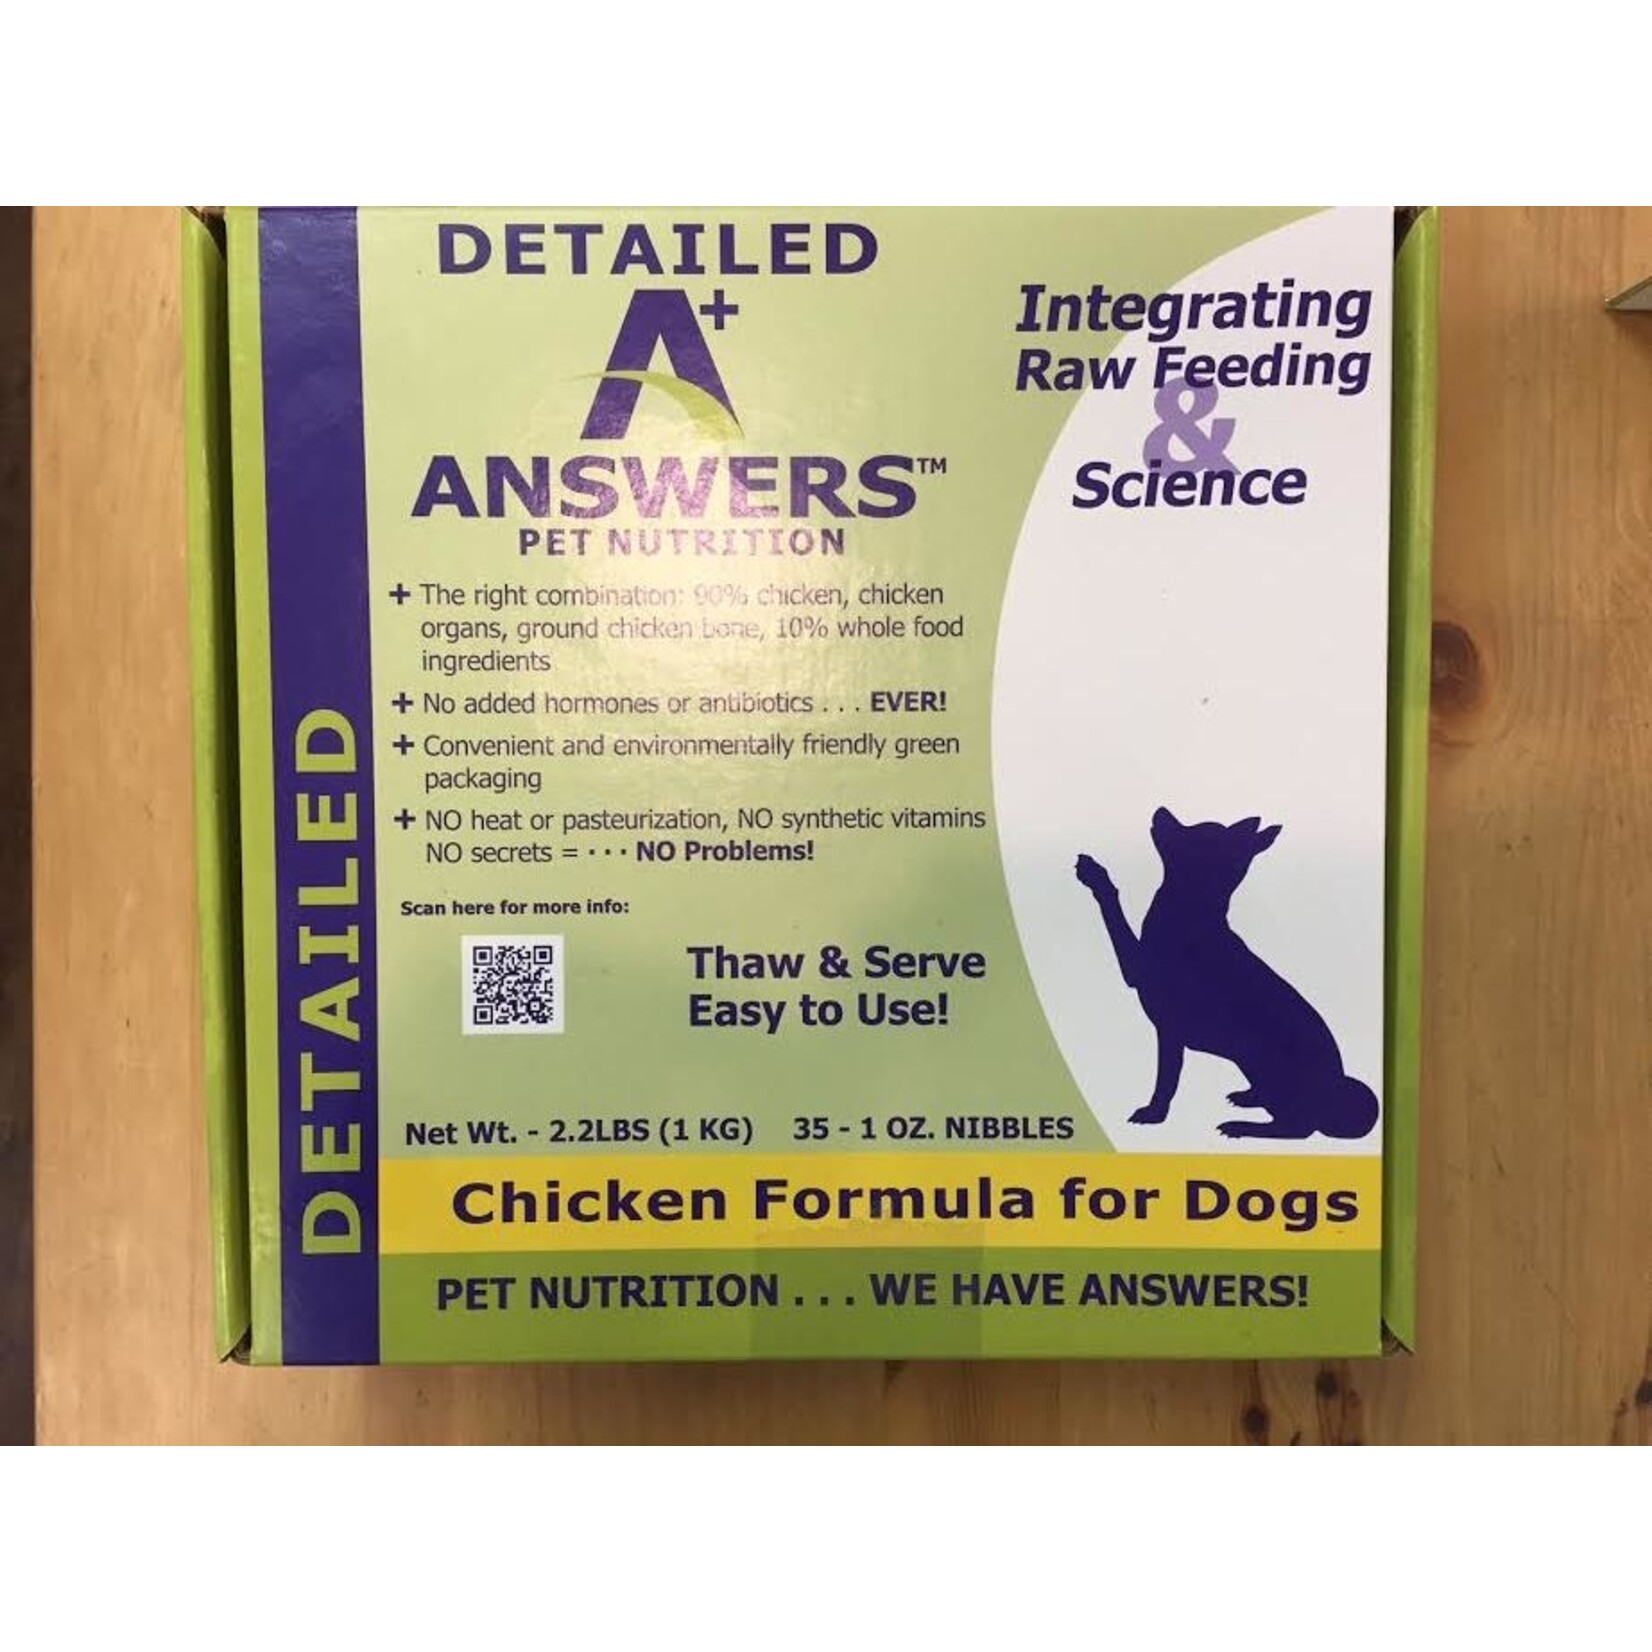 DETAILED
A+
ANSWERS™
PET NUTRITION
Integrating
Raw Feeding
&
Science
+ The right combination: 90% chicken, chicken
organs, ground chicken bone, 10% whole food
ingredients
+ No added hormones or antibiotics . . . EVER!
+ Convenient and environmentally friendly green
packaging
+ NO heat or pasteurization, NO synthetic vitamins
NO secrets = · · · NO Problems!
Scan here for more info:
Thaw & Serve
Easy to Use!
Net Wt. - 2.2LBS (1 KG) 35 - 1 OZ. NIBBLES
Chicken Formula for Dogs
PET NUTRITION . . . WE HAVE ANSWERS!
DETAILED